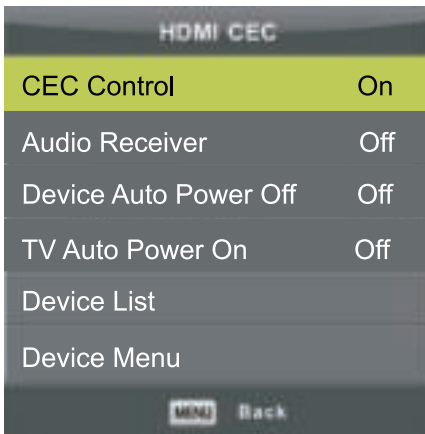 HDMI CEC
CEC Control On
Audio Receiver Off
Device Auto Power Off Off
TV Auto Power On Off
Device List
Device Menu
MENU Back